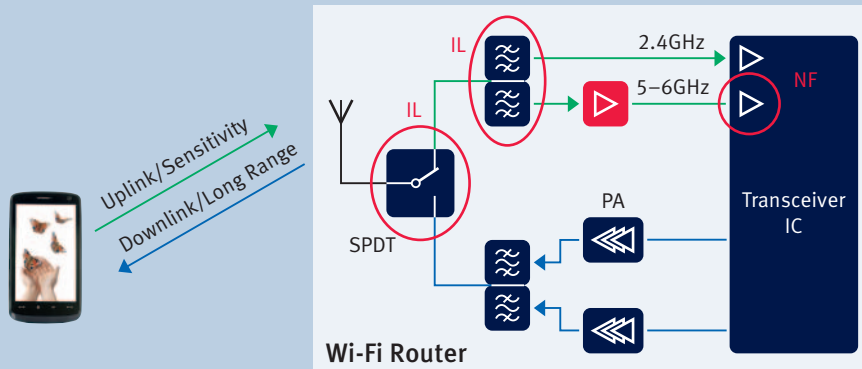 IL
2.4GHz
NF
5–6GHz
IL
Uplink/Sensitivity
Downlink/Long Range
SPDT
PA
Transceiver
IC
Wi-Fi Router